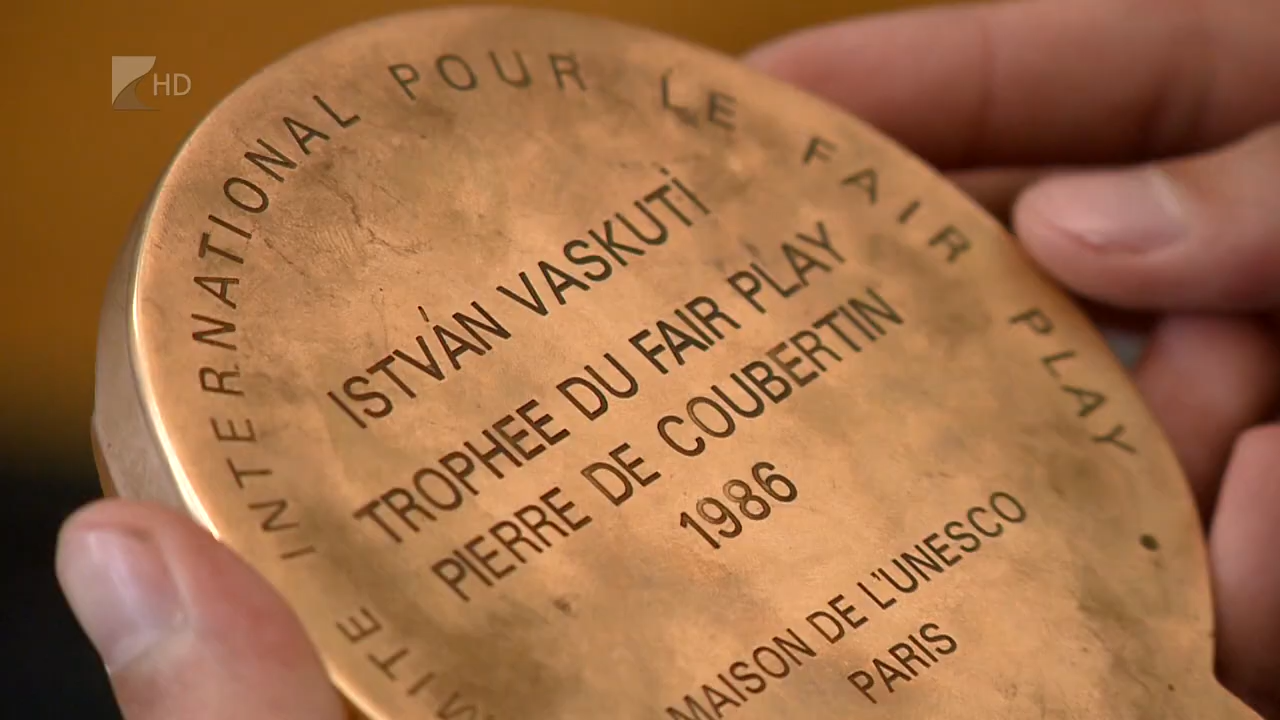 HD
INTERNATIONAL POUR LE FAIR PLAY
ISTVÁN VASKUTI
TROPHEE DU FAIR PLAY
PIERRE DE COUBERTIN
1986
MAISON DE L'UNESCO
PARIS